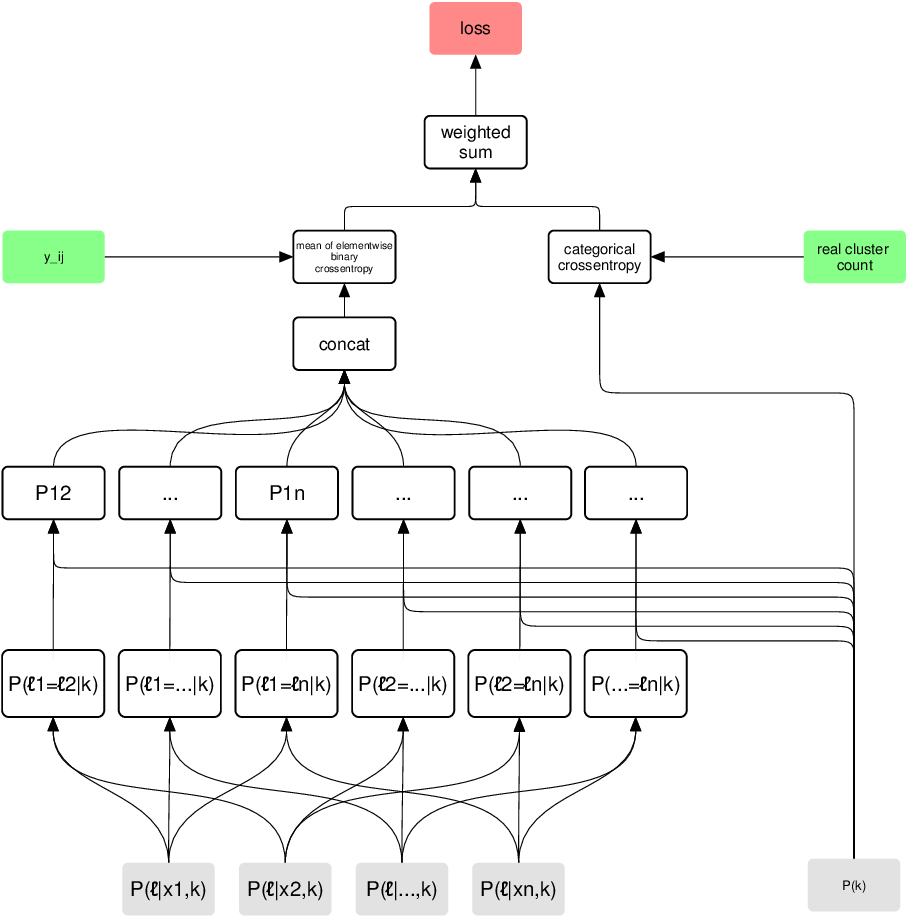 loss
weighted
sum
y_ij
mean of elementwise
binary
crossentropy
categorical
crossentropy
real cluster
count
concat
P12
...
P1n
...
...
...
P(ℓ1=ℓ2|k)
P(ℓ1=...|k)
P(ℓ1=ℓn|k)
P(ℓ2=...|k)
P(ℓ2=ℓn|k)
P(...=ℓn|k)
P(ℓ|x1,k)
P(ℓ|x2,k)
P(ℓ|...,k)
P(ℓ|xn,k)
P(k)